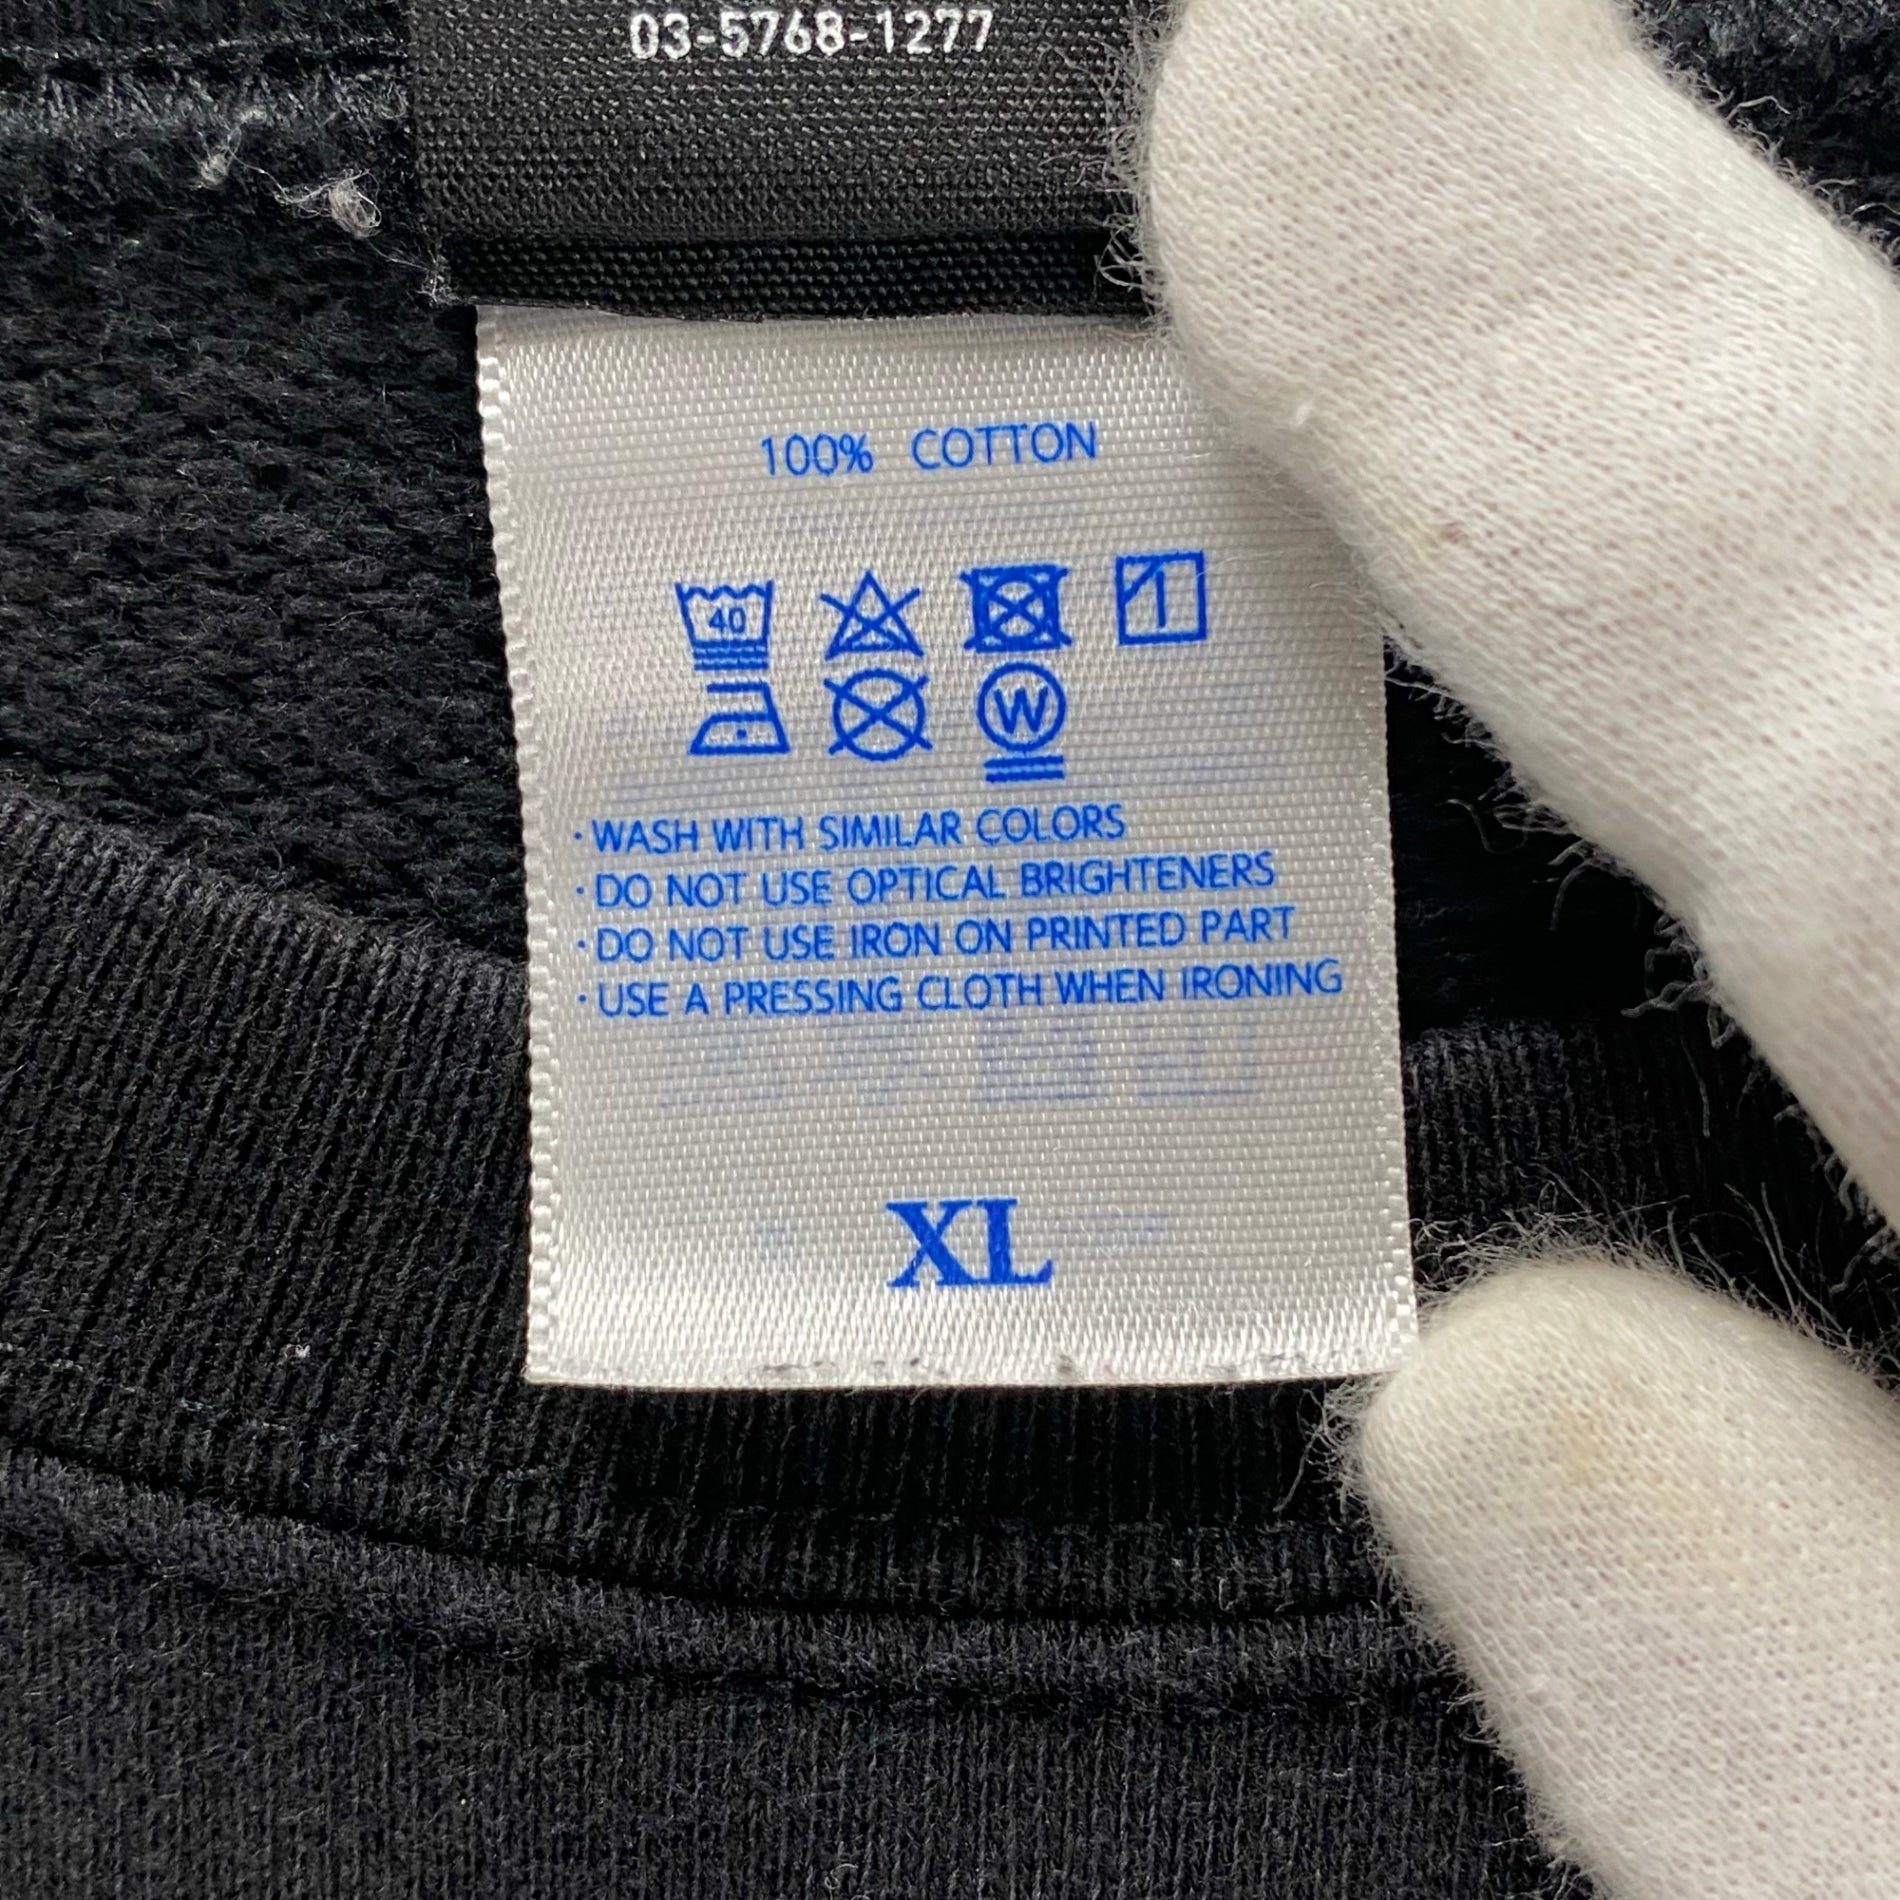 03-5768-1277
100% COTTON
40
W
· WASH WITH SIMILAR COLORS
· DO NOT USE OPTICAL BRIGHTENERS
· DO NOT USE IRON ON PRINTED PART
· USE A PRESSING CLOTH WHEN IRONING
XL